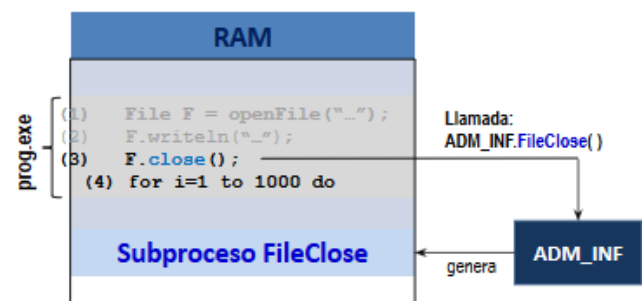 RAM
prog.exe
(1) File F = openFile("…");
(2) F.writeln("…");
(3) F.close();
(4) for i=1 to 1000 do
Llamada:
ADM_INF.FileClose( )
Subproceso FileClose
genera
ADM_INF